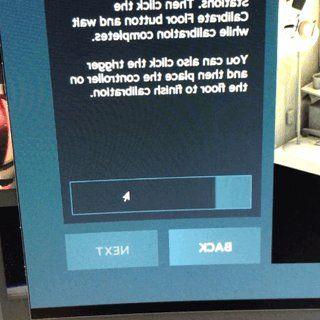 Stations. Then click the
Calibrate Floor button and wait
while calibration completes.
You can also click the trigger
and then place the controller on
the floor to finish calibration.
BACK
NEXT